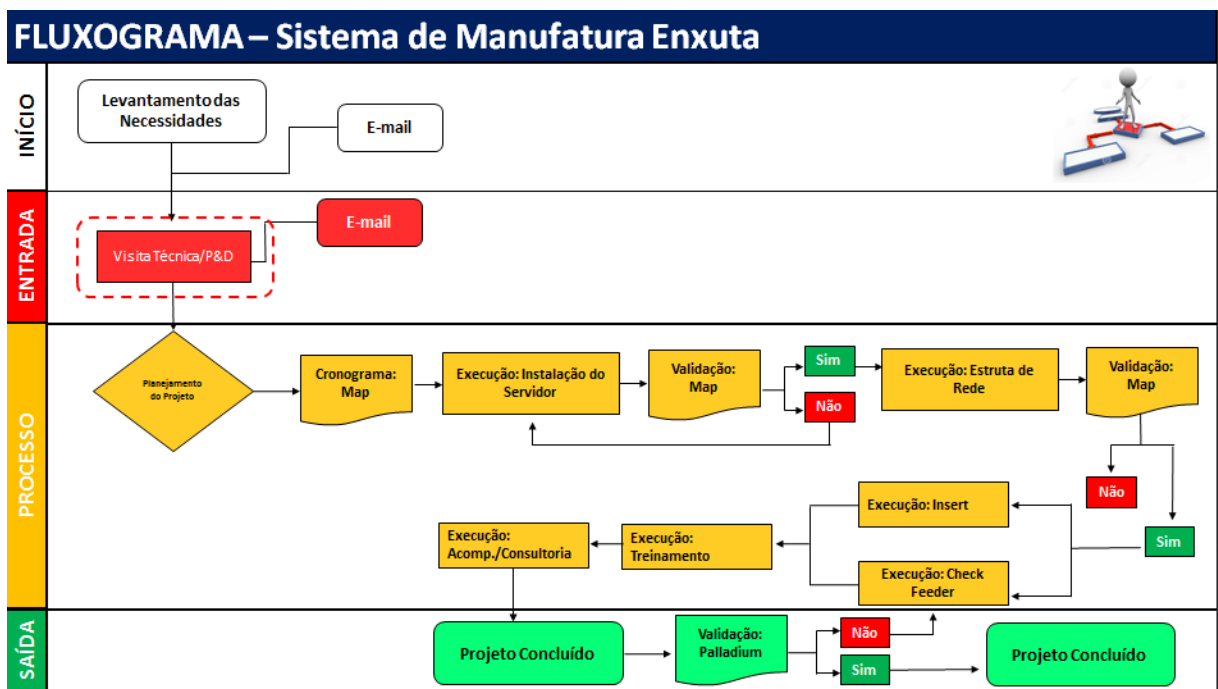 FLUXOGRAMA – Sistema de Manufatura Enxuta
INÍCIO
Levantamento das
Necessidades
E-mail
ENTRADA
E-mail
Visita Técnica/P&D
PROCESSO
Planejamento
do Projeto
Cronograma:
Map
Execução: Instalação do
Servidor
Validação:
Map
Sim
Não
Execução: Estruta de
Rede
Validação:
Map
Não
Sim
Execução: Insert
Execução: Check
Feeder
Execução:
Treinamento
Execução:
Acomp./Consultoria
SAÍDA
Projeto Concluído
Validação:
Palladium
Não
Sim
Projeto Concluído